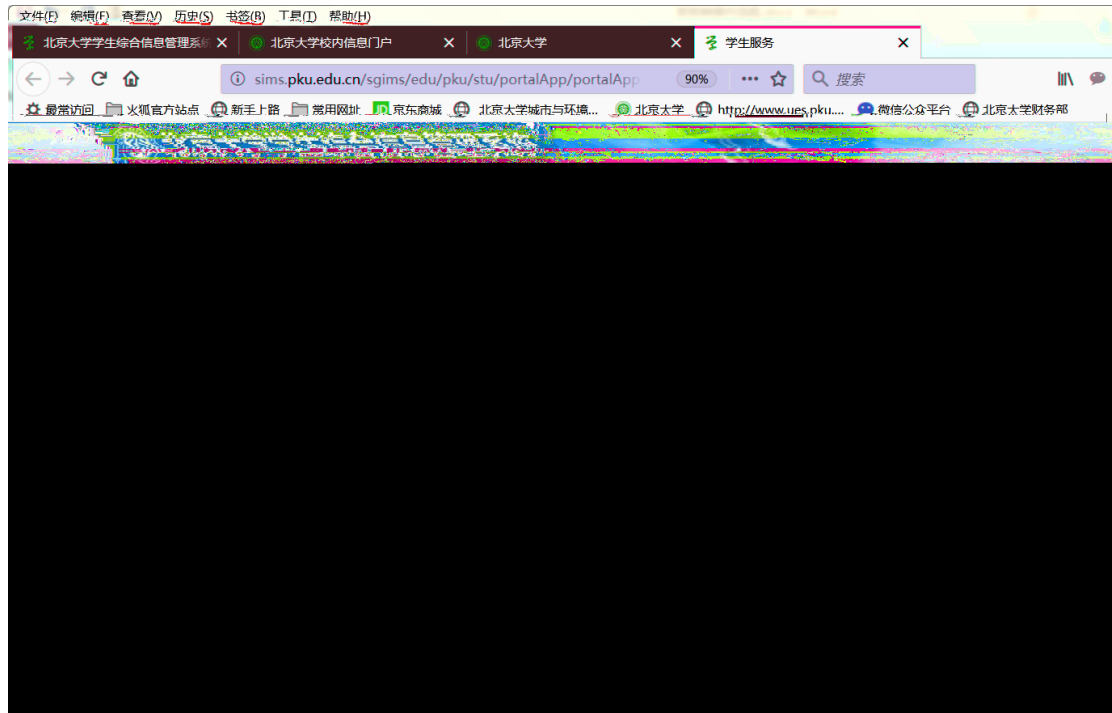 文件(F) 编辑(E) 查看(V) 历史(S) 书签(B) 工具(T) 帮助(H)
北京大学学生综合信息管理系统 北京大学校内信息门户 北京大学 学生服务
sims.pku.edu.cn/sgims/edu/pku/stu/portalApp/portalApp 90% 搜索
最常访问 火狐官方站点 新手上路 常用网址 JD 京东商城 北京大学城市与环境... 北京大学 http://www.ues.pku.... 微信公众平台 北京大学财务部